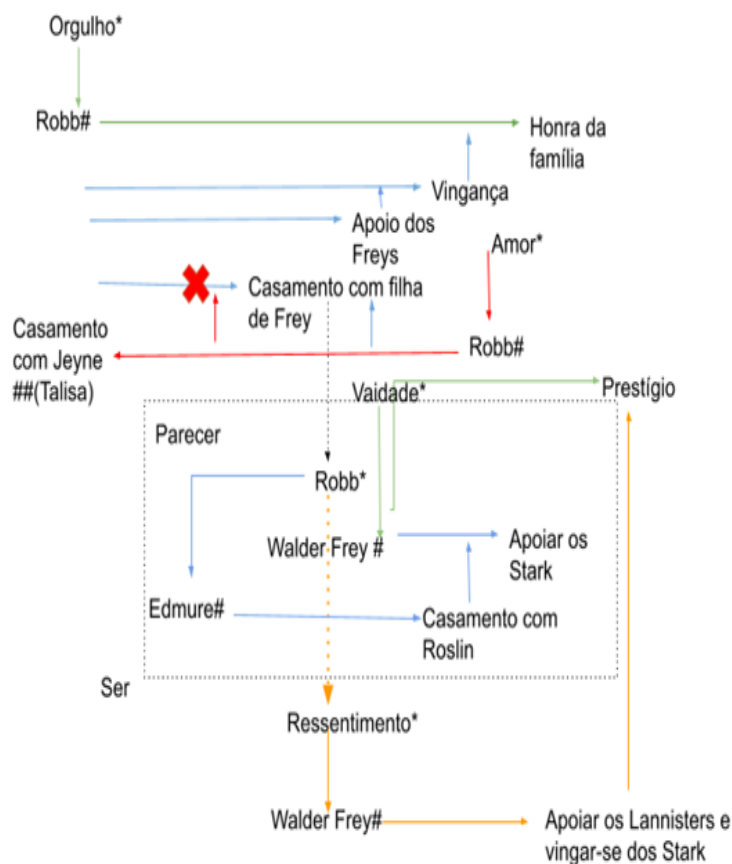 Orgulho*
Robb#
Honra da
família
Vingança
Apoio dos
Freys
Amor*
Casamento com filha
de Frey
Casamento
com Jeyne
##(Talisa)
Robb#
Vaidade*
Prestígio
Parecer
Robb*
Walder Frey #
Apoiar os
Stark
Edmure#
Casamento com
Roslin
Ser
Ressentimento*
Walder Frey#
Apoiar os Lannisters e
vingar-se dos Stark